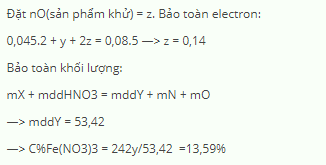 Đặt nO(sản phẩm khử) = z. Bảo toàn electron:
0,045.2 + y + 2z = 0,08.5 —> z = 0,14
Bảo toàn khối lượng:
mX + mddHNO3 = mddY + mN + mO
—> mddY = 53,42
—> C%Fe(NO3)3 = 242y/53,42 =13,59%